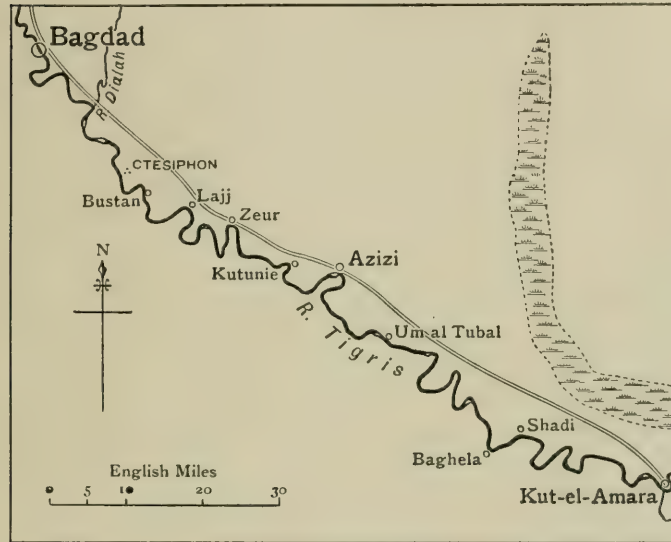 Bagdad
R. Dialah
CTESIPHON
Bustan
Lajj
Zeur
N
Kutunie
Azizi
R. Tigris
Um al Tubal
Shadi
Baghela
English Miles
0 5 10 20 30
Kut-el-Amara